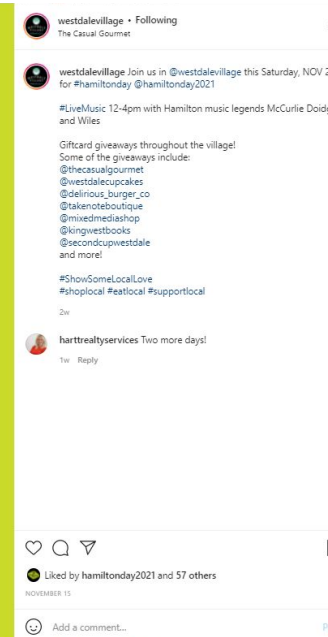 westdalevillage • Following
The Casual Gourmet
westdalevillage Join us in @westdalevillage this Saturday, NOV 2
for #hamiltonday @hamiltonday2021
#LiveMusic 12-4pm with Hamilton music legends McCurlie Doidg
and Wiles
Giftcard giveaways throughout the village!
Some of the giveaways include:
@thecasualgourmet
@westdalecupcakes
@delirious_burger_co
@takenoteboutique
@mixedmediashop
@kingwestbooks
@secondcupwestdale
and more!
#ShowSomeLocalLove
#shoplocal #eatlocal #supportlocal
2w
harttrealtyservices Two more days!
1w Reply
Liked by hamiltonday2021 and 57 others
NOVEMBER 15
Add a comment...